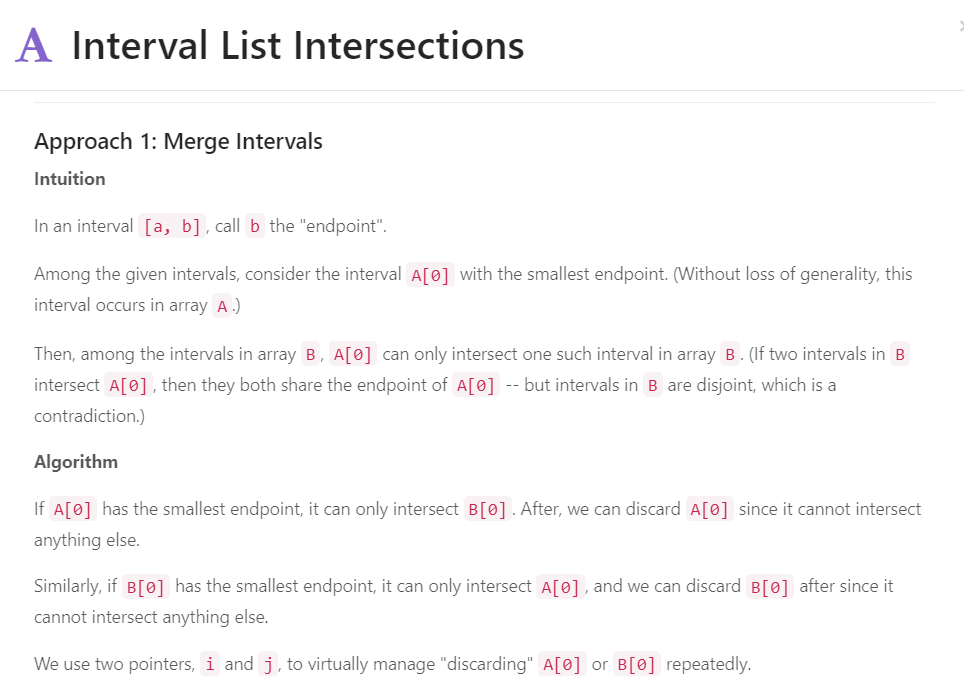 A Interval List Intersections
Approach 1: Merge Intervals
Intuition
In an interval [a, b], call b the "endpoint".
Among the given intervals, consider the interval A[0] with the smallest endpoint. (Without loss of generality, this
interval occurs in array A.)
Then, among the intervals in array B, A[0] can only intersect one such interval in array B. (If two intervals in B
intersect A[0], then they both share the endpoint of A[0] -- but intervals in B are disjoint, which is a
contradiction.)
Algorithm
If A[0] has the smallest endpoint, it can only intersect B[0]. After, we can discard A[0] since it cannot intersect
anything else.
Similarly, if B[0] has the smallest endpoint, it can only intersect A[0], and we can discard B[0] after since it
cannot intersect anything else.
We use two pointers, i and j, to virtually manage "discarding" A[0] or B[0] repeatedly.